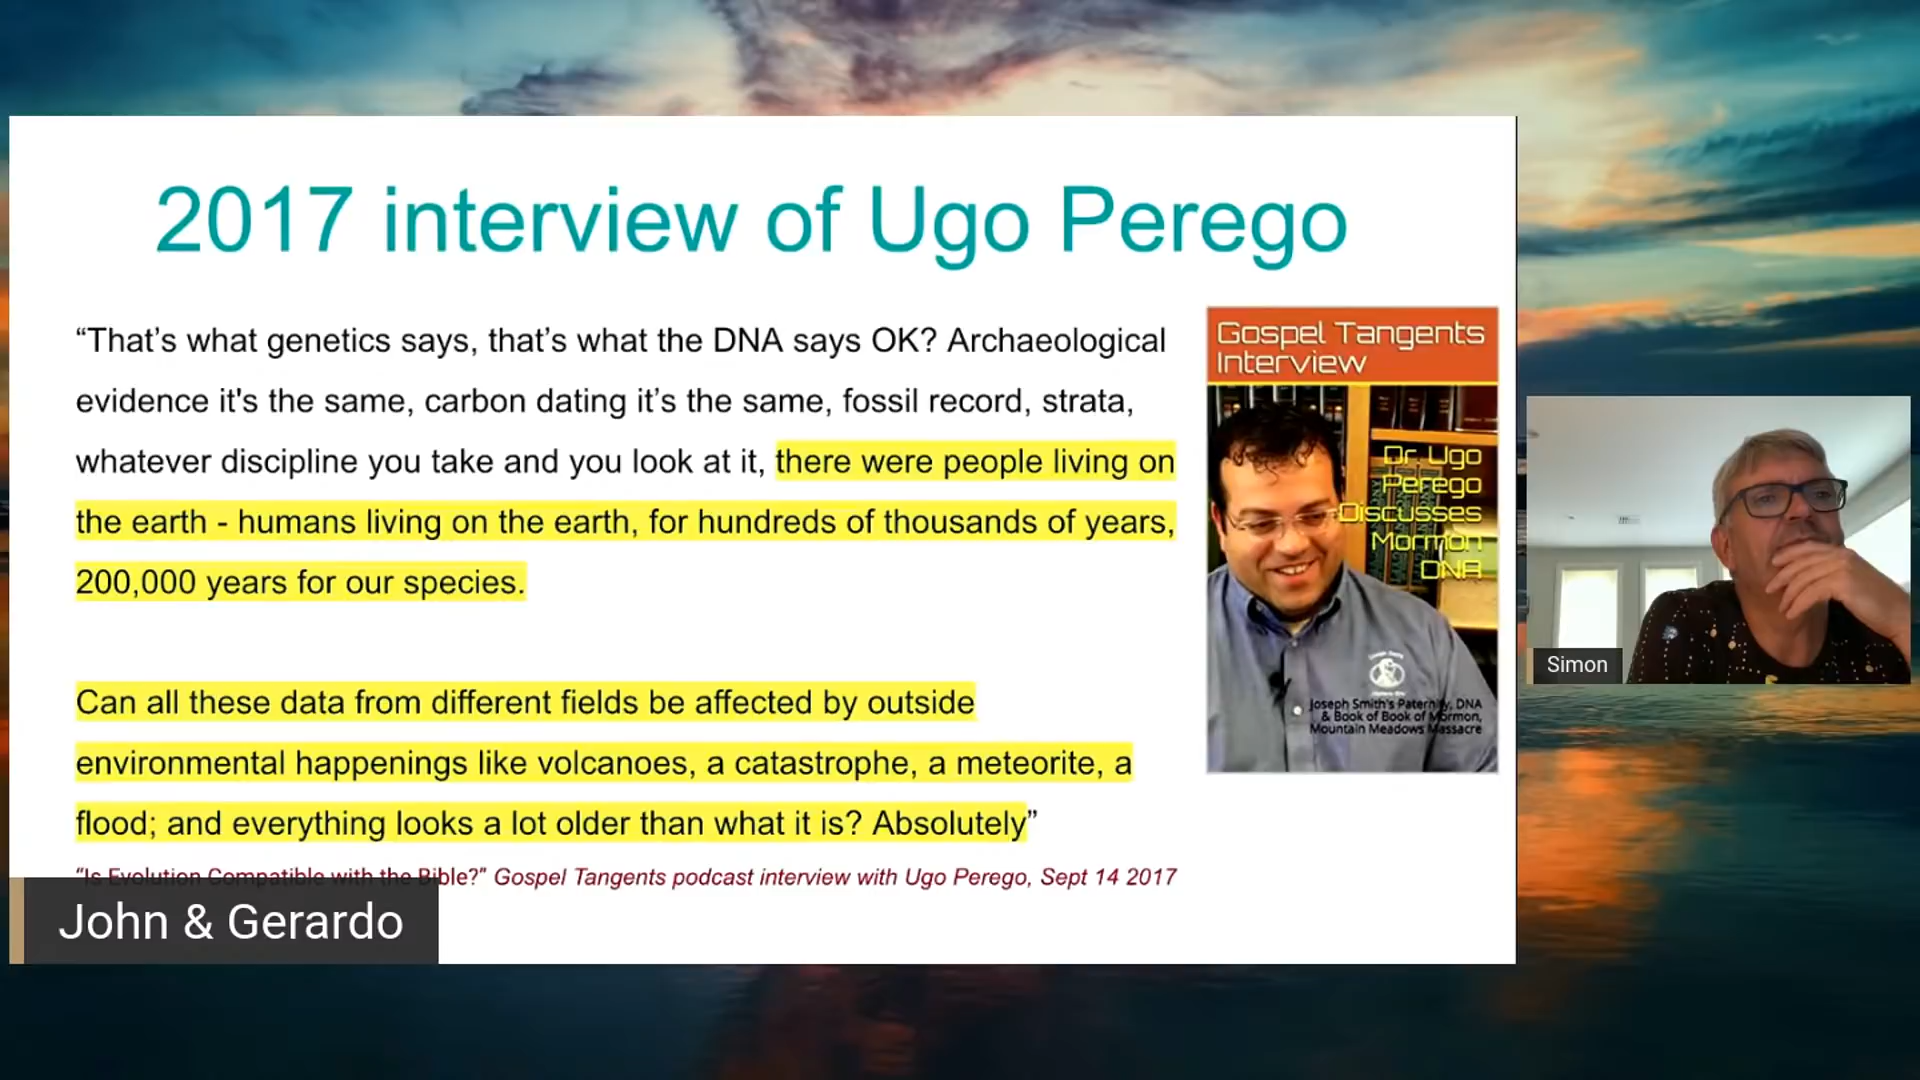 2017 interview of Ugo Perego
“That’s what genetics says, that’s what the DNA says OK? Archaeological
evidence it's the same, carbon dating it’s the same, fossil record, strata,
whatever discipline you take and you look at it, there were people living on
the earth - humans living on the earth, for hundreds of thousands of years,
200,000 years for our species.
Can all these data from different fields be affected by outside
environmental happenings like volcanoes, a catastrophe, a meteorite, a
flood; and everything looks a lot older than what it is? Absolutely”
“Is Evolution Compatible with the Bible?” Gospel Tangents podcast interview with Ugo Perego, Sept 14 2017
John & Gerardo
Gospel Tangents
Interview
Dr. Ugo
Perego
Discusses
Mormon
DNA
Joseph Smith's Paternity, DNA
& Book of Book of Mormon,
Mountain Meadows Massacre
Simon